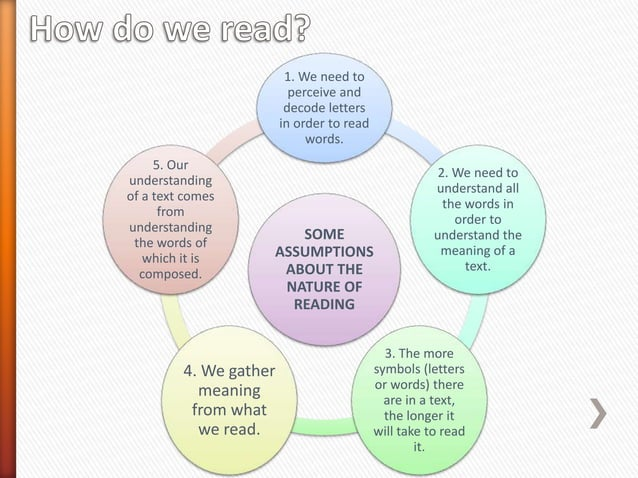 How do we read?
1. We need to
perceive and
decode letters
in order to read
words.
2. We need to
understand all
the words in
order to
understand the
meaning of a
text.
3. The more
symbols (letters
or words) there
are in a text,
the longer it
will take to read
it.
4. We gather
meaning
from what
we read.
5. Our
understanding
of a text comes
from
understanding
the words of
which it is
composed.
SOME
ASSUMPTIONS
ABOUT THE
NATURE OF
READING